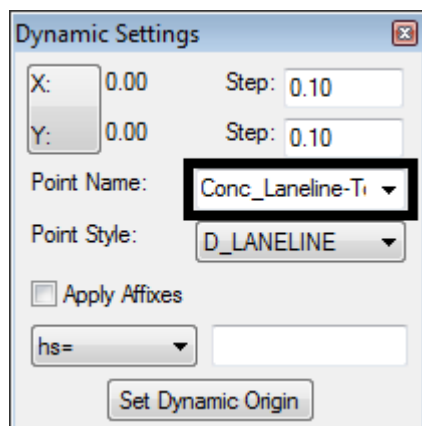 Dynamic Settings
X: 0.00 Step: 0.10
Y: 0.00 Step: 0.10
Point Name: Conc_Laneline-To
Point Style: D_LANELINE
Apply Affixes
hs=
Set Dynamic Origin